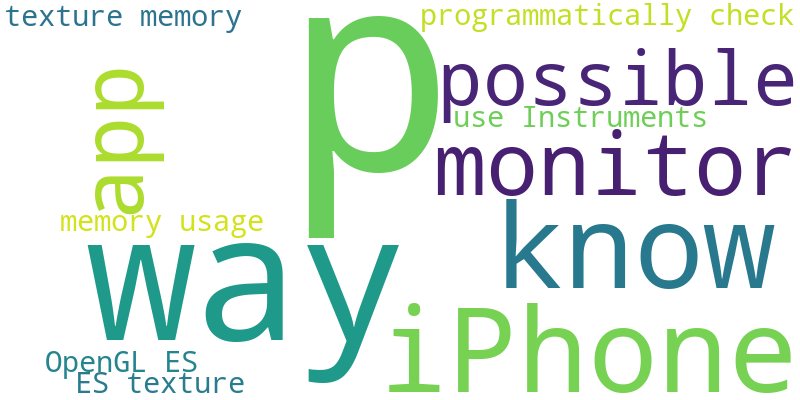 texture memory
programmatically check
p
possible
app
use Instruments
monitor
memory usage
know
way
iPhone
OpenGL ES
ES texture